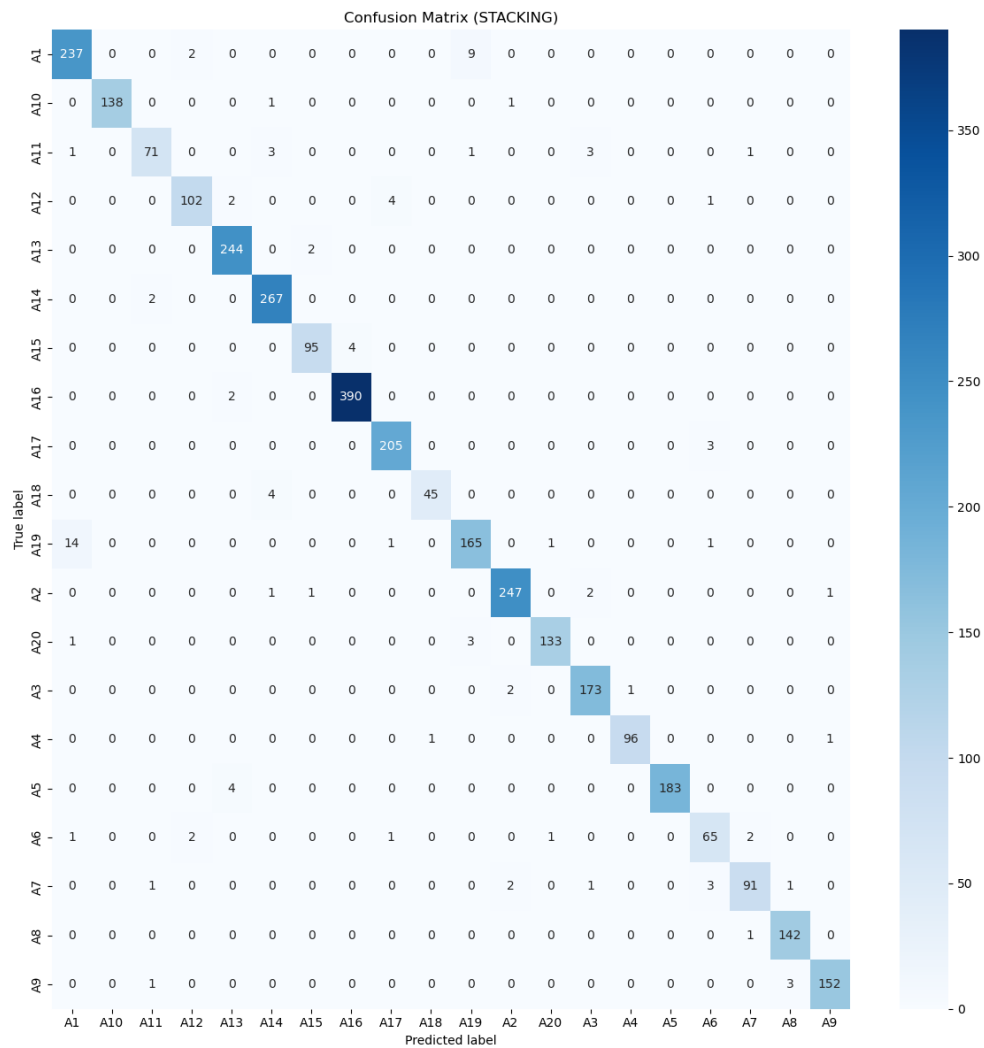 Confusion Matrix (STACKING)
A1 237 0 0 2 0 0 0 0 0 0 9 0 0 0 0 0 0 0 0 0
A10 0 138 0 0 0 1 0 0 0 0 0 1 0 0 0 0 0 0 0 0
A11 1 0 71 0 0 3 0 0 0 0 1 0 0 3 0 0 0 1 0 0
A12 0 0 0 102 2 0 0 0 4 0 0 0 0 0 0 0 1 0 0 0
A13 0 0 0 0 244 0 2 0 0 0 0 0 0 0 0 0 0 0 0 0
A14 0 0 2 0 0 267 0 0 0 0 0 0 0 0 0 0 0 0 0 0
A15 0 0 0 0 0 0 95 4 0 0 0 0 0 0 0 0 0 0 0 0
A16 0 0 0 0 2 0 0 390 0 0 0 0 0 0 0 0 0 0 0 0
A17 0 0 0 0 0 0 0 0 205 0 0 0 0 0 0 0 3 0 0 0
A18 0 0 0 0 0 4 0 0 0 45 0 0 0 0 0 0 0 0 0 0
A19 14 0 0 0 0 0 0 0 1 0 165 0 1 0 0 0 1 0 0 0
A2 0 0 0 0 0 1 1 0 0 0 0 247 0 2 0 0 0 0 0 1
A20 1 0 0 0 0 0 0 0 0 0 3 0 133 0 0 0 0 0 0 0
A3 0 0 0 0 0 0 0 0 0 0 0 2 0 173 1 0 0 0 0 0
A4 0 0 0 0 0 0 0 0 0 1 0 0 0 0 96 0 0 0 0 1
A5 0 0 0 0 4 0 0 0 0 0 0 0 0 0 0 183 0 0 0 0
A6 1 0 0 2 0 0 0 0 1 0 0 0 1 0 0 0 65 2 0 0
A7 0 0 1 0 0 0 0 0 0 0 0 2 0 1 0 0 3 91 1 0
A8 0 0 0 0 0 0 0 0 0 0 0 0 0 0 0 0 0 1 142 0
A9 0 0 1 0 0 0 0 0 0 0 0 0 0 0 0 0 0 0 3 152
A1 A10 A11 A12 A13 A14 A15 A16 A17 A18 A19 A2 A20 A3 A4 A5 A6 A7 A8 A9
Predicted label
True label
350
300
250
200
150
100
50
0